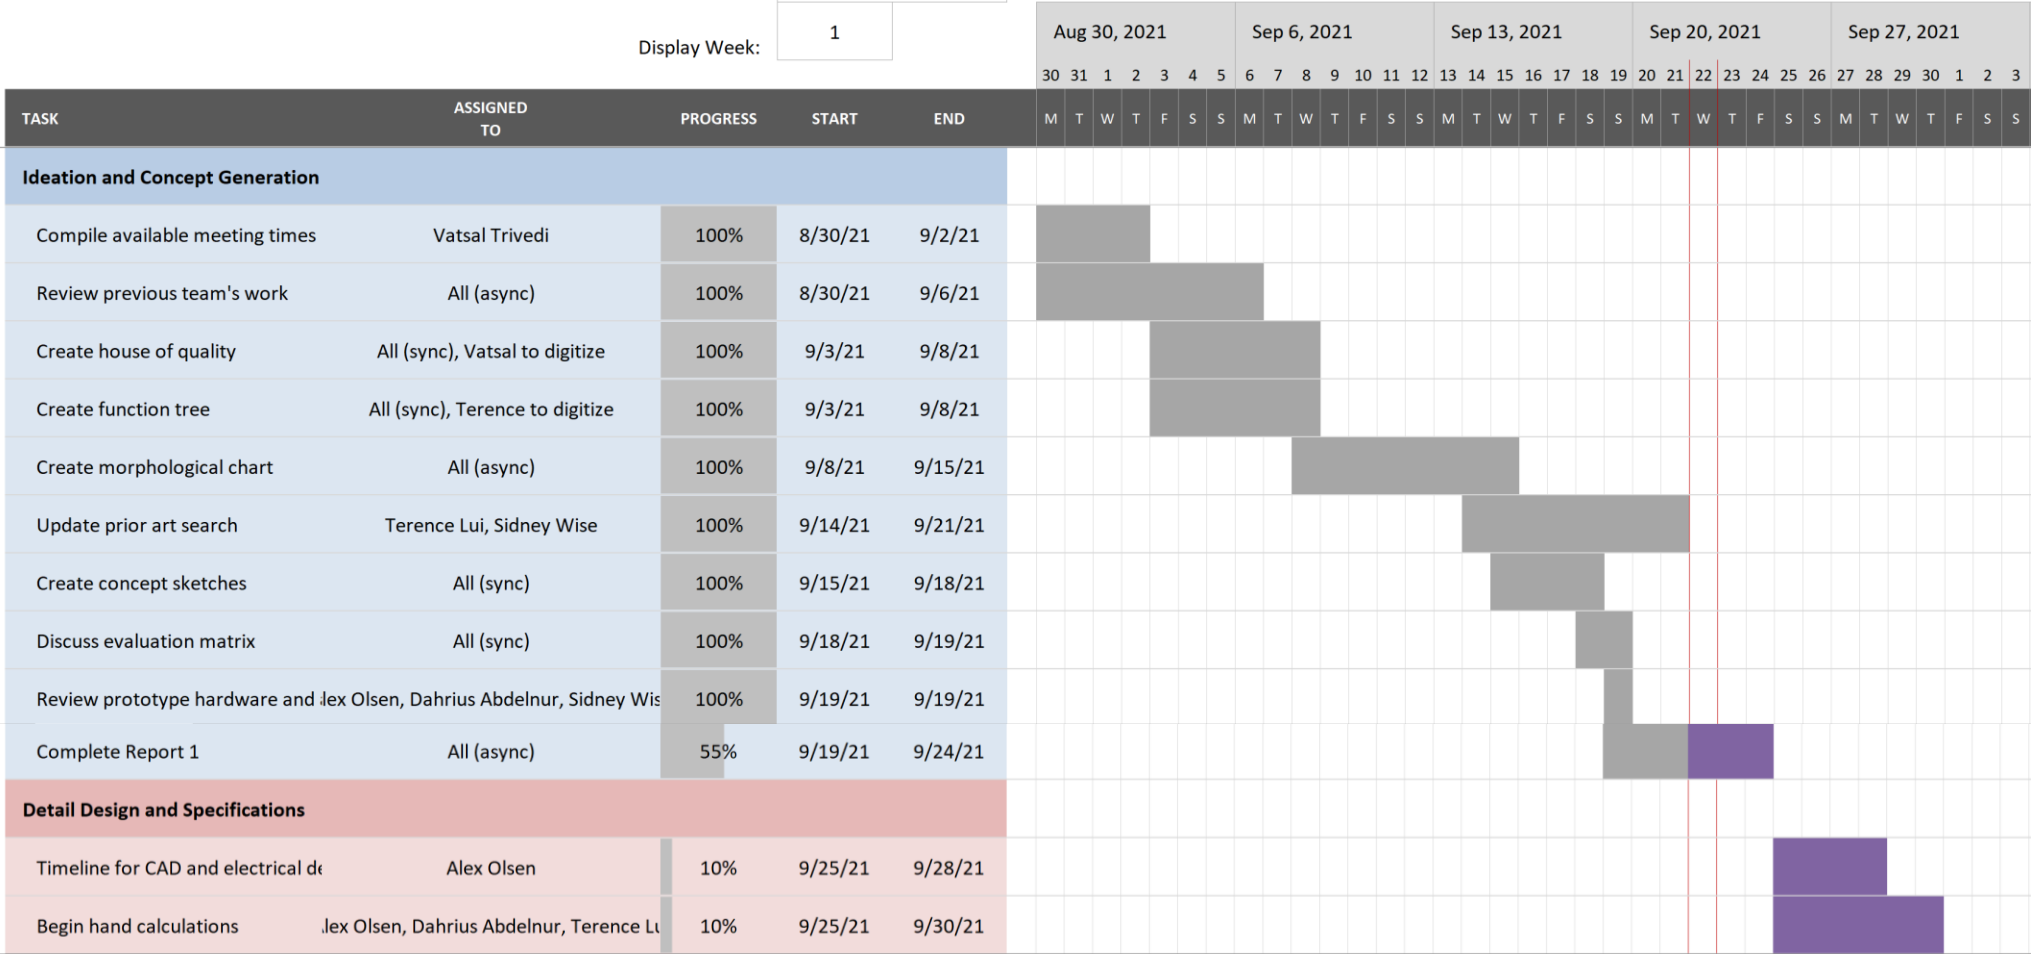 Display Week: 1
Aug 30, 2021 Sep 6, 2021 Sep 13, 2021 Sep 20, 2021 Sep 27, 2021
30 31 1 2 3 4 5 6 7 8 9 10 11 12 13 14 15 16 17 18 19 20 21 22 23 24 25 26 27 28 29 30 1 2 3
TASK ASSIGNED TO PROGRESS START END M T W T F S S M T W T F S S M T W T F S S M T W T F S S M T W T F S S
Ideation and Concept Generation
Compile available meeting times Vatsal Trivedi 100% 8/30/21 9/2/21
Review previous team's work All (async) 100% 8/30/21 9/6/21
Create house of quality All (sync), Vatsal to digitize 100% 9/3/21 9/8/21
Create function tree All (sync), Terence to digitize 100% 9/3/21 9/8/21
Create morphological chart All (async) 100% 9/8/21 9/15/21
Update prior art search Terence Lui, Sidney Wise 100% 9/14/21 9/21/21
Create concept sketches All (sync) 100% 9/15/21 9/18/21
Discuss evaluation matrix All (sync) 100% 9/18/21 9/19/21
Review prototype hardware and lex Olsen, Dahrius Abdelnur, Sidney Wis 100% 9/19/21 9/19/21
Complete Report 1 All (async) 55% 9/19/21 9/24/21
Detail Design and Specifications
Timeline for CAD and electrical de Alex Olsen 10% 9/25/21 9/28/21
Begin hand calculations lex Olsen, Dahrius Abdelnur, Terence Lu 10% 9/25/21 9/30/21